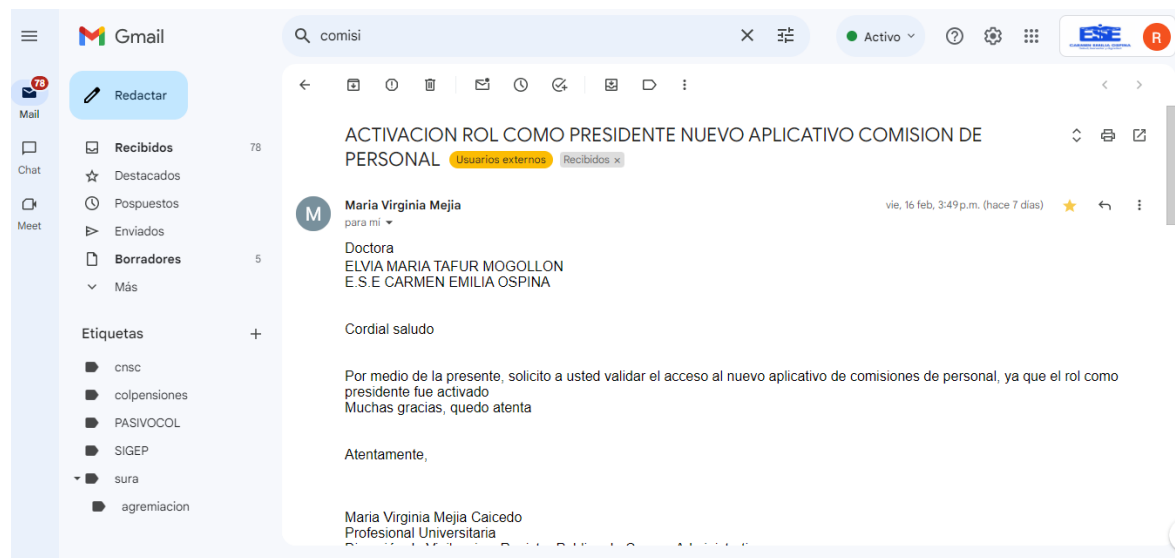 Gmail
comisi
Activo
ESE
CARMEN EMILIA OSPINA
R
78
Mail
Chat
Meet
Redactar
Recibidos 78
Destacados
Pospuestos
Enviados
Borradores 5
Más
Etiquetas
cnsc
colpensiones
PASIVOCOL
SIGEP
sura
agremiacion
ACTIVACION ROL COMO PRESIDENTE NUEVO APLICATIVO COMISION DE
PERSONAL Usuarios externos Recibidos x
M
Maria Virginia Mejia vie, 16 feb, 3:49 p.m. (hace 7 días)
para mí
Doctora
ELVIA MARIA TAFUR MOGOLLON
E.S.E CARMEN EMILIA OSPINA
Cordial saludo
Por medio de la presente, solicito a usted validar el acceso al nuevo aplicativo de comisiones de personal, ya que el rol como
presidente fue activado
Muchas gracias, quedo atenta
Atentamente,
Maria Virginia Mejia Caicedo
Profesional Universitaria